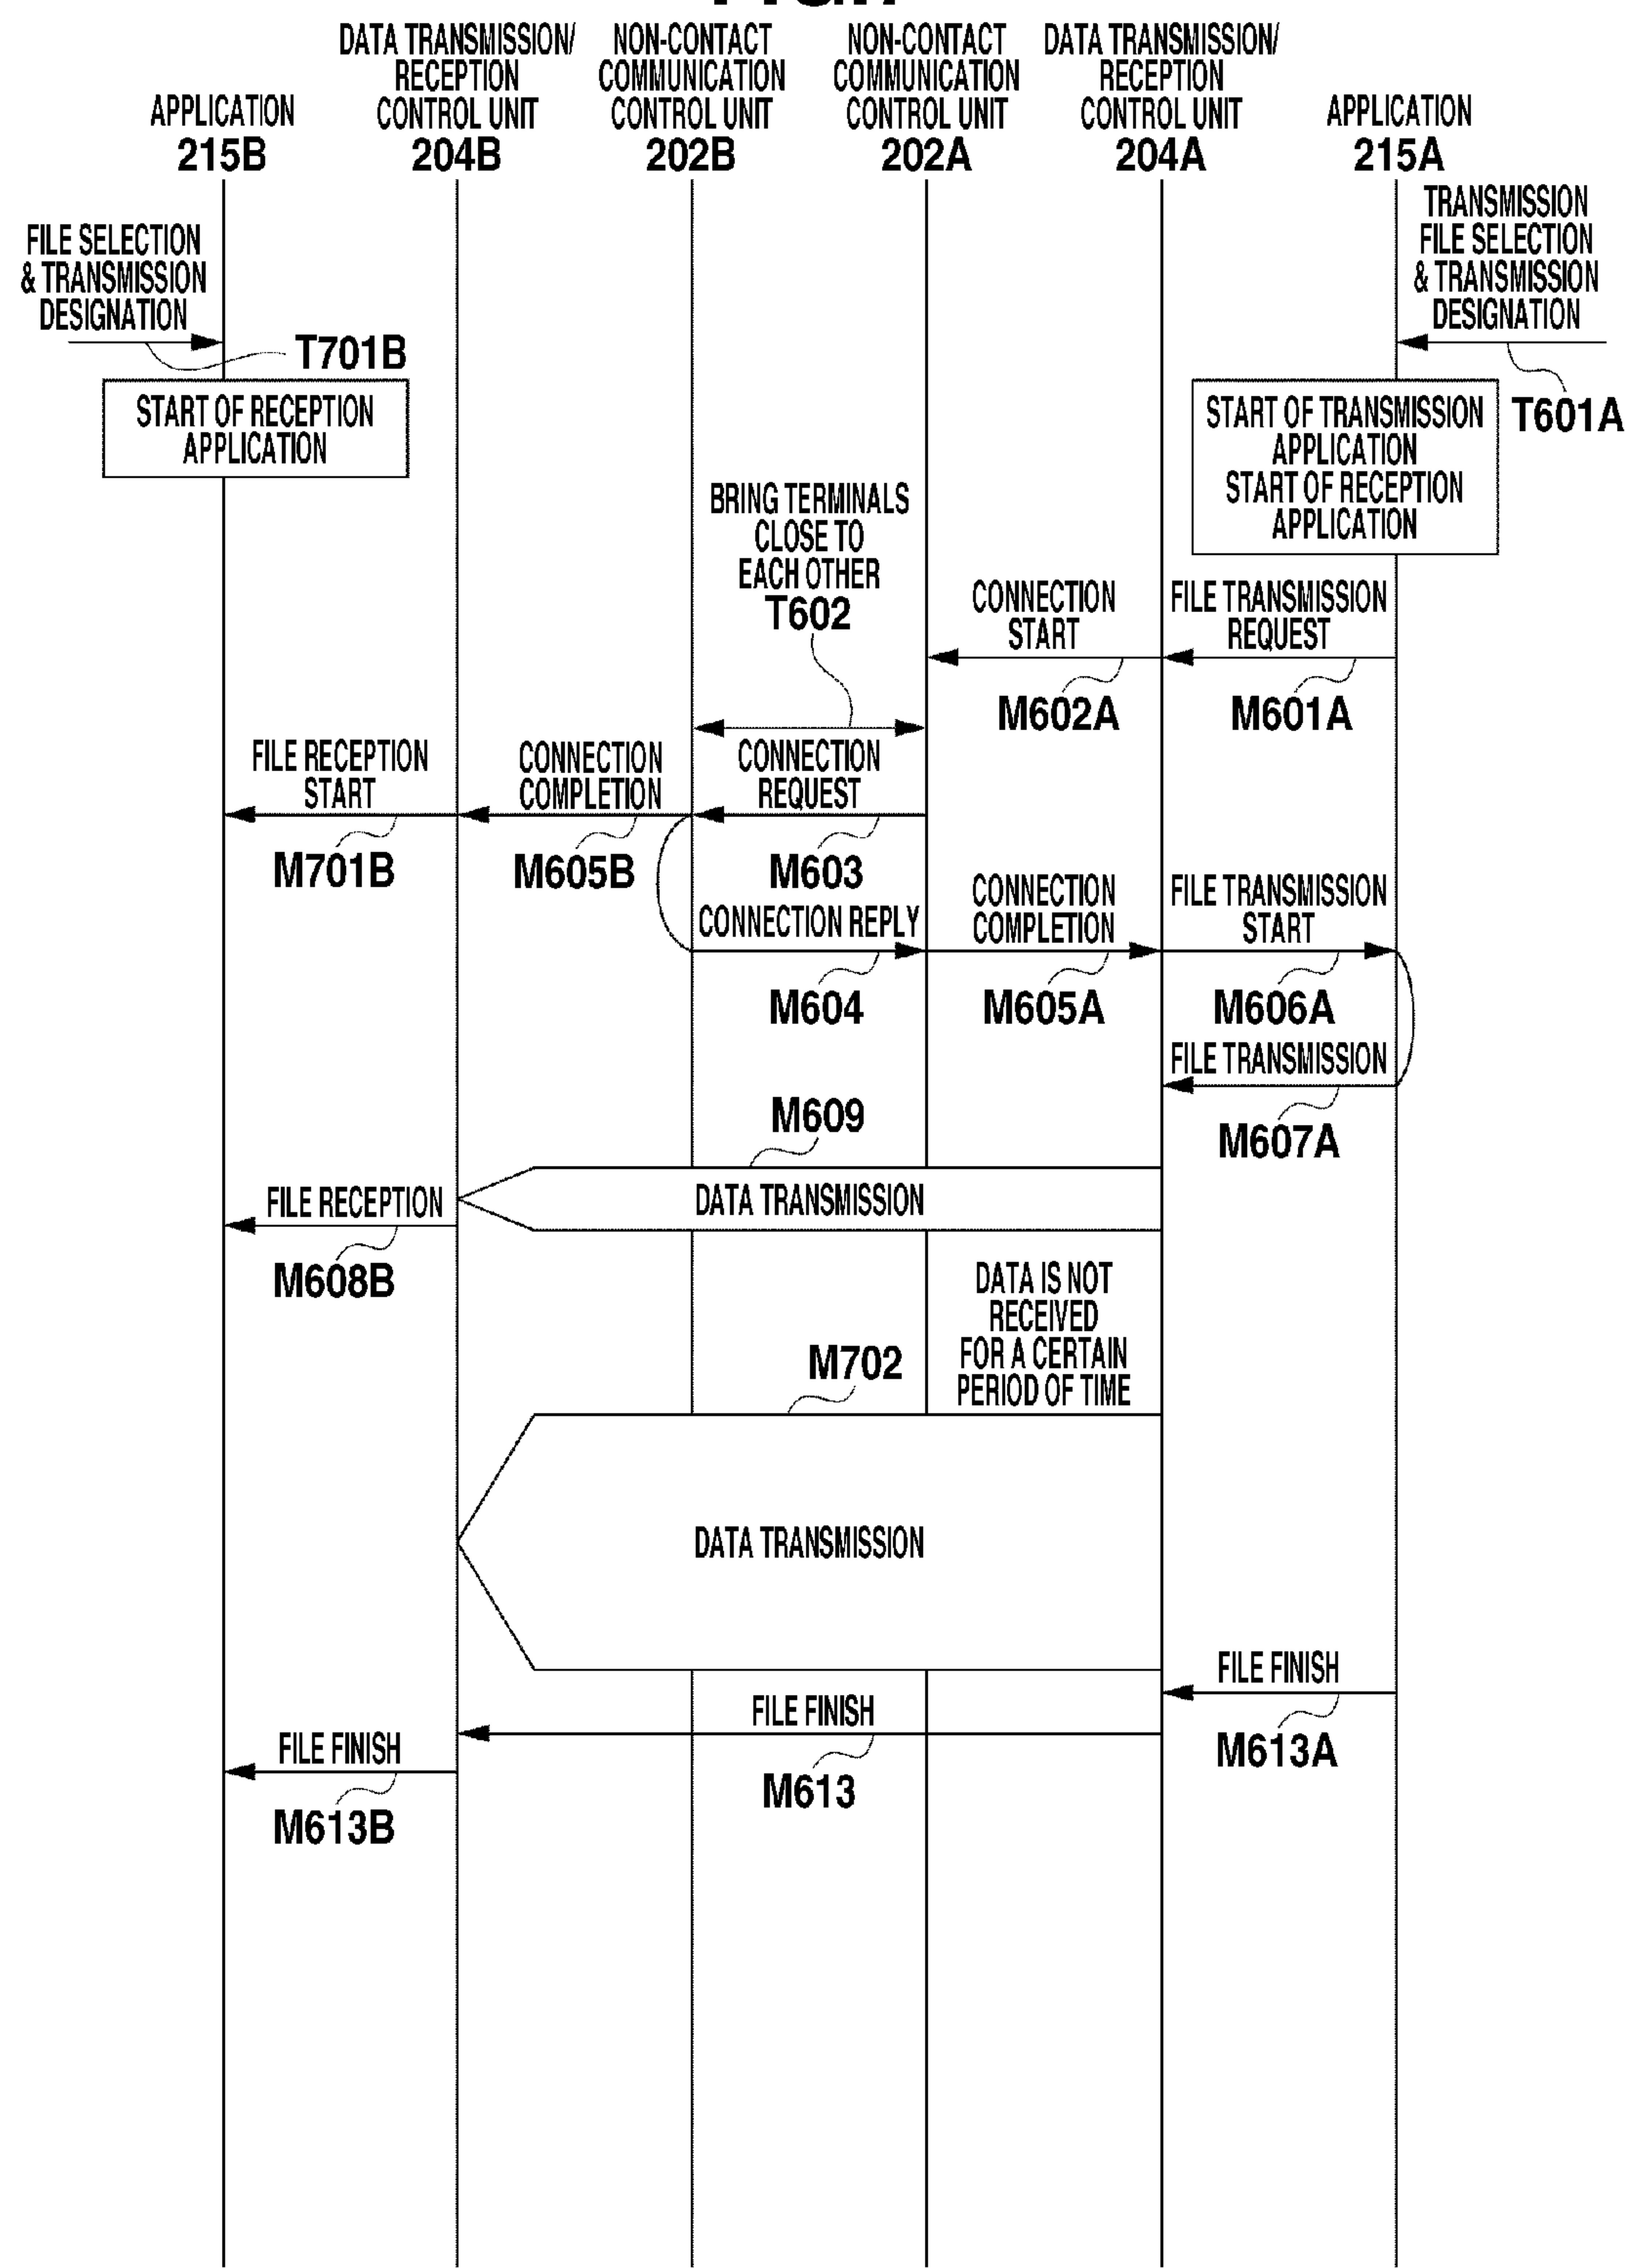 DATA TRANSMISSION/
RECEPTION
CONTROL UNIT
NON-CONTACT
COMMUNICATION
CONTROL UNIT
NON-CONTACT
COMMUNICATION
CONTROL UNIT
DATA TRANSMISSION/
RECEPTION
CONTROL UNIT
APPLICATION
APPLICATION
215B
204B
202B
202A
204A
215A
FILE SELECTION
& TRANSMISSION
DESIGNATION
T701B
START OF RECEPTION
APPLICATION
TRANSMISSION
FILE SELECTION
& TRANSMISSION
DESIGNATION
T601A
START OF TRANSMISSION
APPLICATION
START OF RECEPTION
APPLICATION
BRING TERMINALS
CLOSE TO
EACH OTHER
T602
CONNECTION
START
M602A
FILE TRANSMISSION
REQUEST
M601A
FILE RECEPTION
START
M701B
CONNECTION
COMPLETION
M605B
CONNECTION
REQUEST
M603
CONNECTION REPLY
M604
CONNECTION
COMPLETION
M605A
FILE TRANSMISSION
START
M606A
FILE TRANSMISSION
M607A
M609
DATA TRANSMISSION
FILE RECEPTION
M608B
DATA IS NOT
RECEIVED
FOR A CERTAIN
PERIOD OF TIME
M702
DATA TRANSMISSION
FILE FINISH
M613A
FILE FINISH
M613
FILE FINISH
M613B